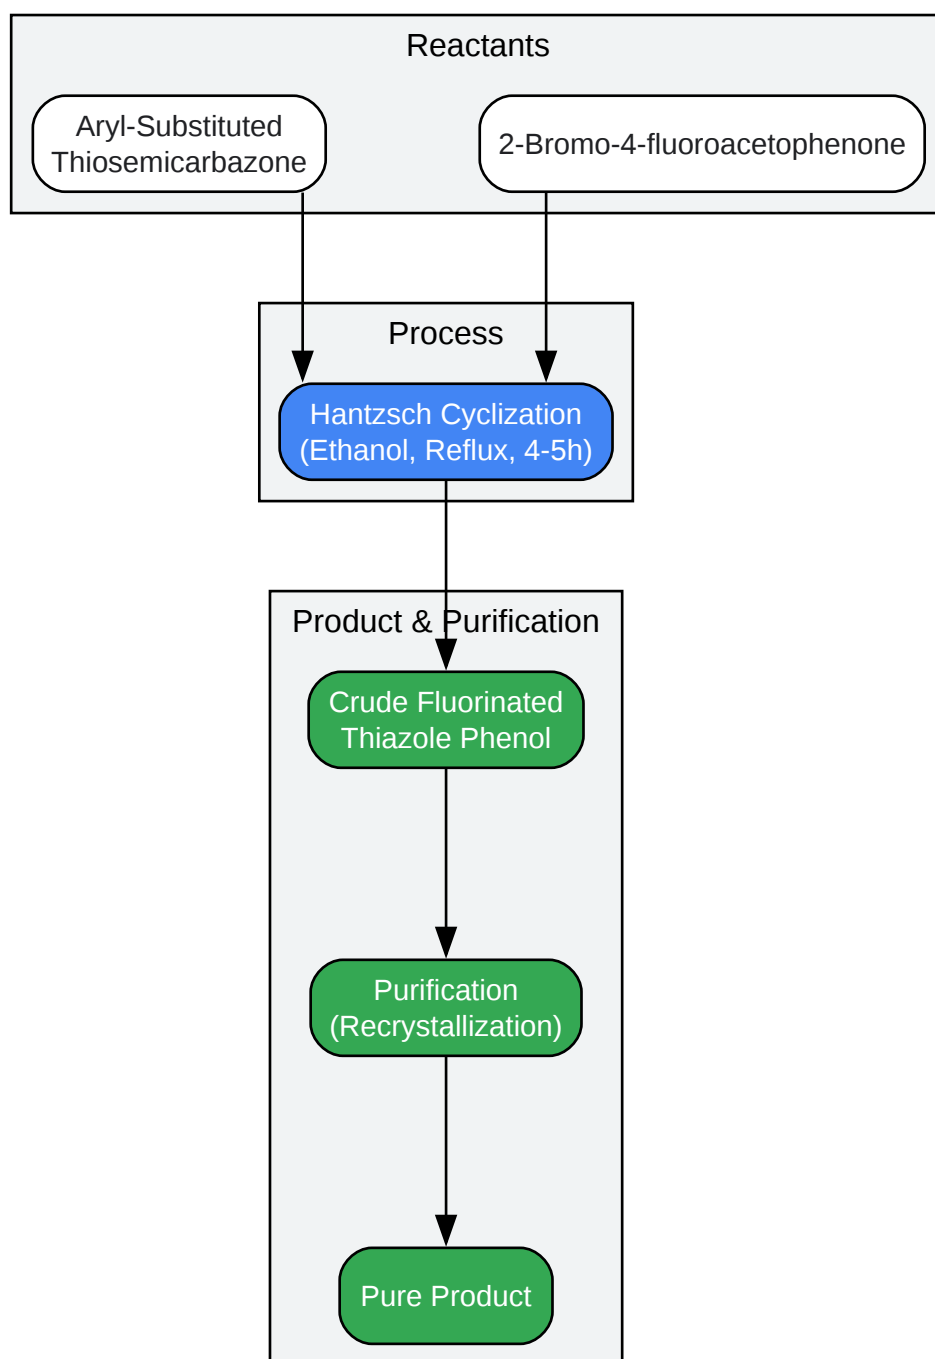 Reactants
Aryl-Substituted
Thiosemicarbazone
2-Bromo-4-fluoroacetophenone
Process
Hantzsch Cyclization
(Ethanol, Reflux, 4-5h)
Product & Purification
Crude Fluorinated
Thiazole Phenol
Purification
(Recrystallization)
Pure Product